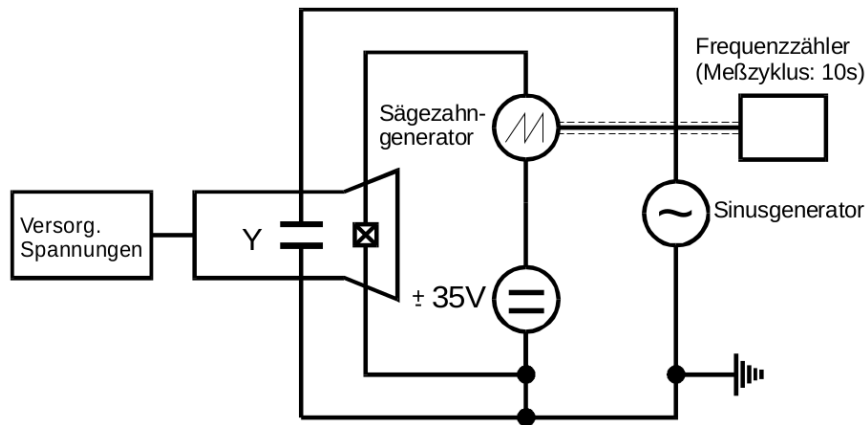 Frequenzzähler
(Meßzyklus: 10s)
Sägezahn-
generator
Sinusgenerator
Versorg.
Spannungen
Y
± 35V